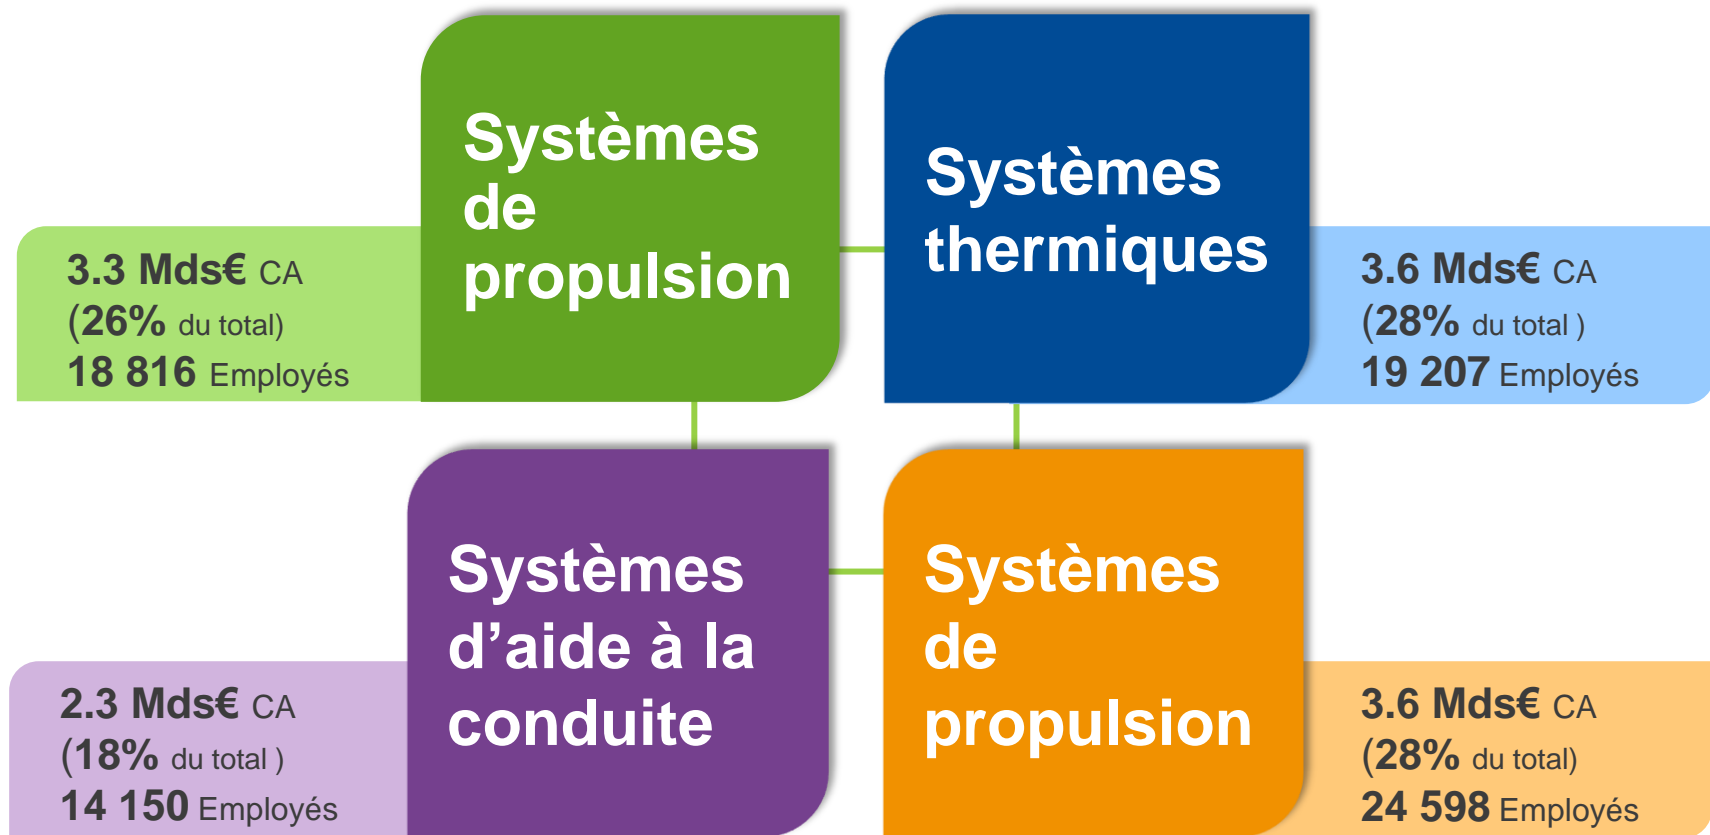 Systèmes
de
propulsion
3.3 Mds€ CA
(26% du total)
18 816 Employés
Systèmes
thermiques
3.6 Mds€ CA
(28% du total )
19 207 Employés
Systèmes
d’aide à la
conduite
2.3 Mds€ CA
(18% du total )
14 150 Employés
Systèmes
de
propulsion
3.6 Mds€ CA
(28% du total)
24 598 Employés